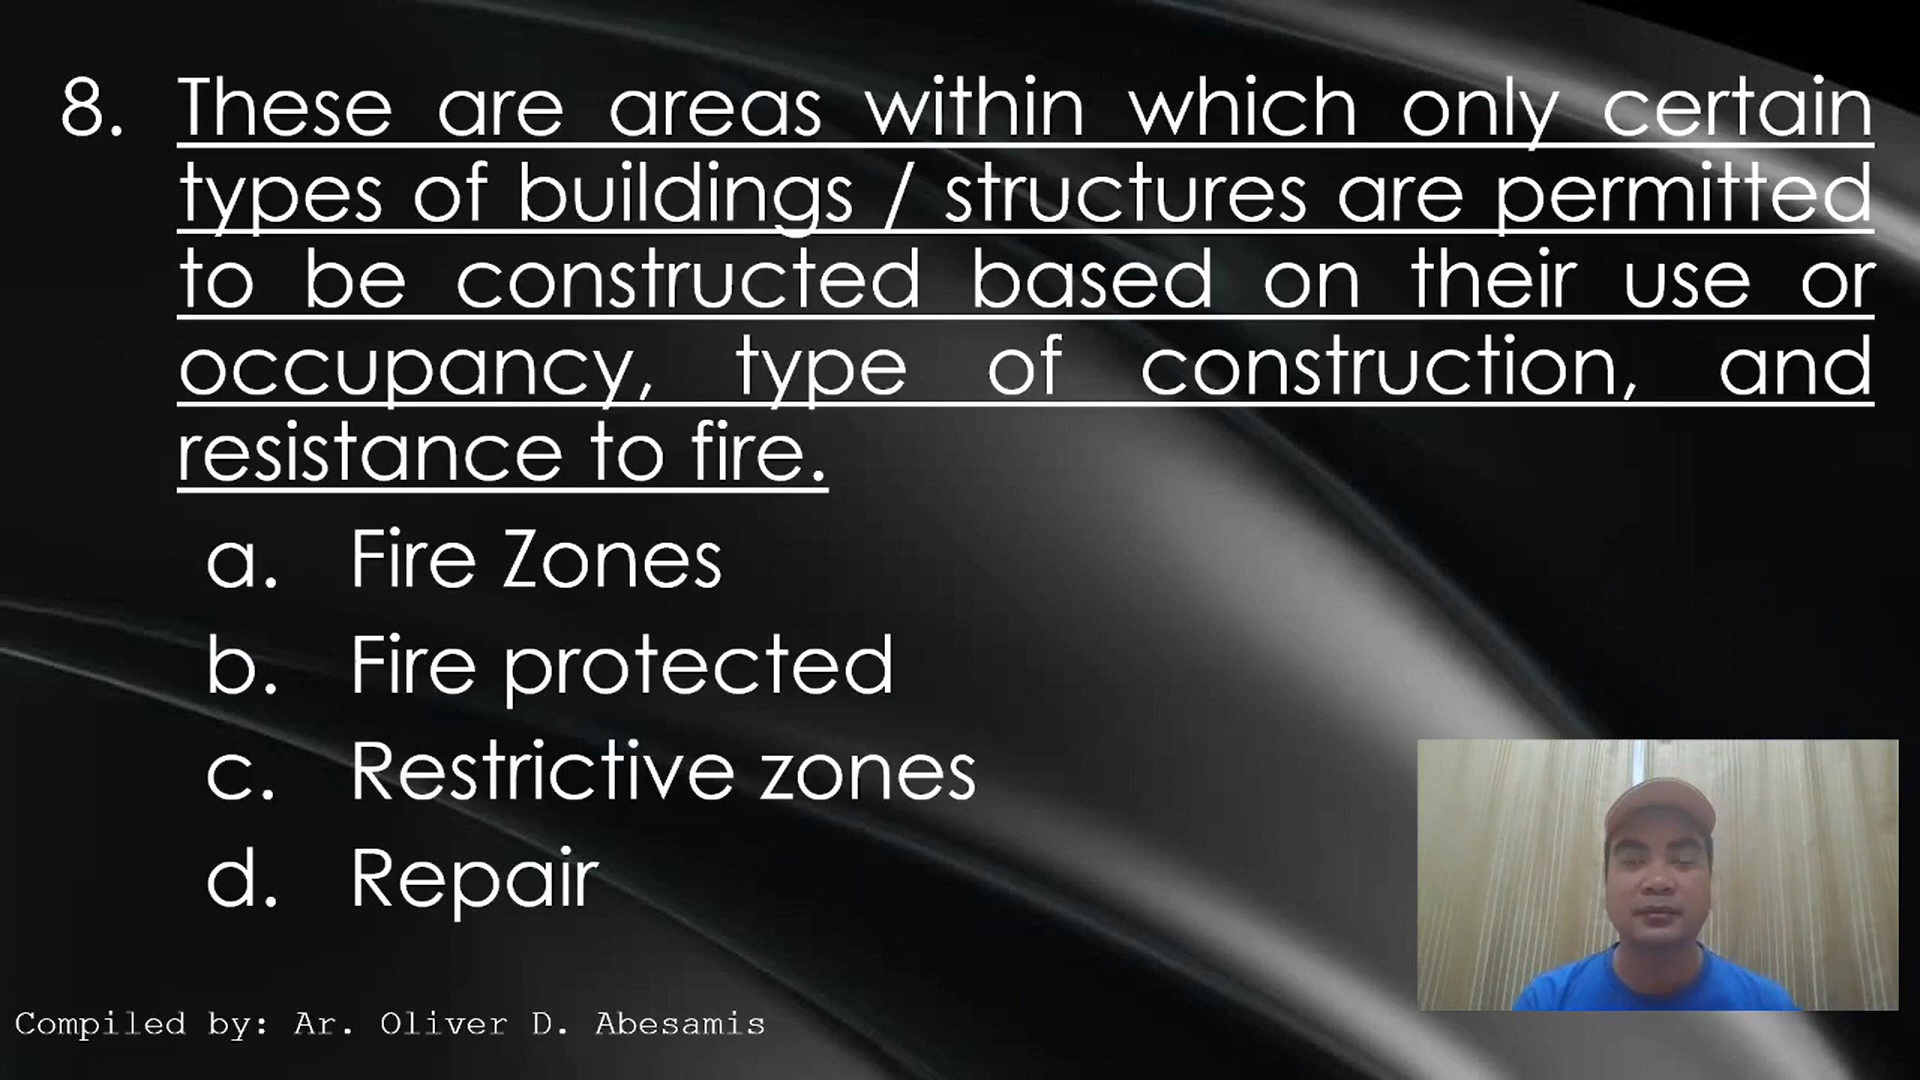 8. These are areas within which only certain
types of buildings / structures are permitted
to be constructed based on their use or
occupancy, type of construction, and
resistance to fire.
a. Fire Zones
b. Fire protected
c. Restrictive zones
d. Repair
Compiled by: Ar. Oliver D. Abesamis